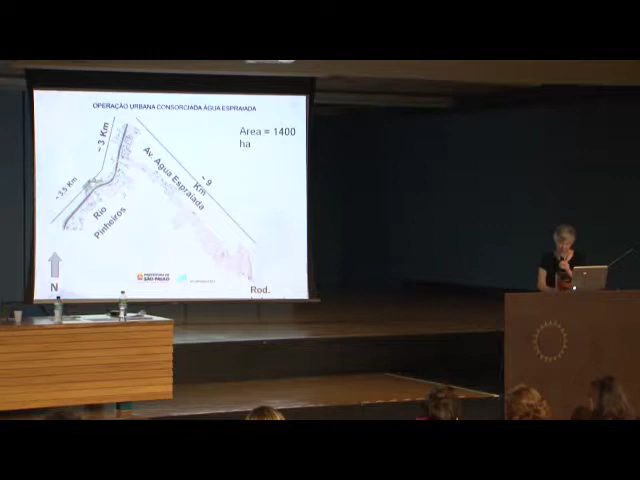 OPERAÇÃO URBANA CONSORCIADA ÁGUA ESPRAIADA
Area = 1400
ha
~ 3 Km
~ 3,5 Km
Av. Agua Espraiada
~ 9
Km
Rio
Pinheiros
N
PREFEITURA DE
SÃO PAULO
Rod.